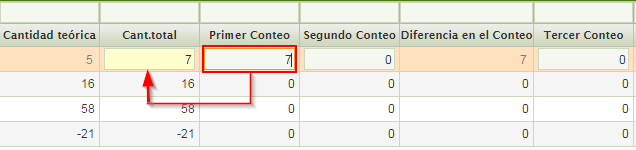 Cantidad teórica Cant.total Primer Conteo Segundo Conteo Diferencia en el Conteo Tercer Conteo
5 7 7 0 7 0
16 16 0 0 0 0
58 58 0 0 0 0
-21 -21 0 0 0 0